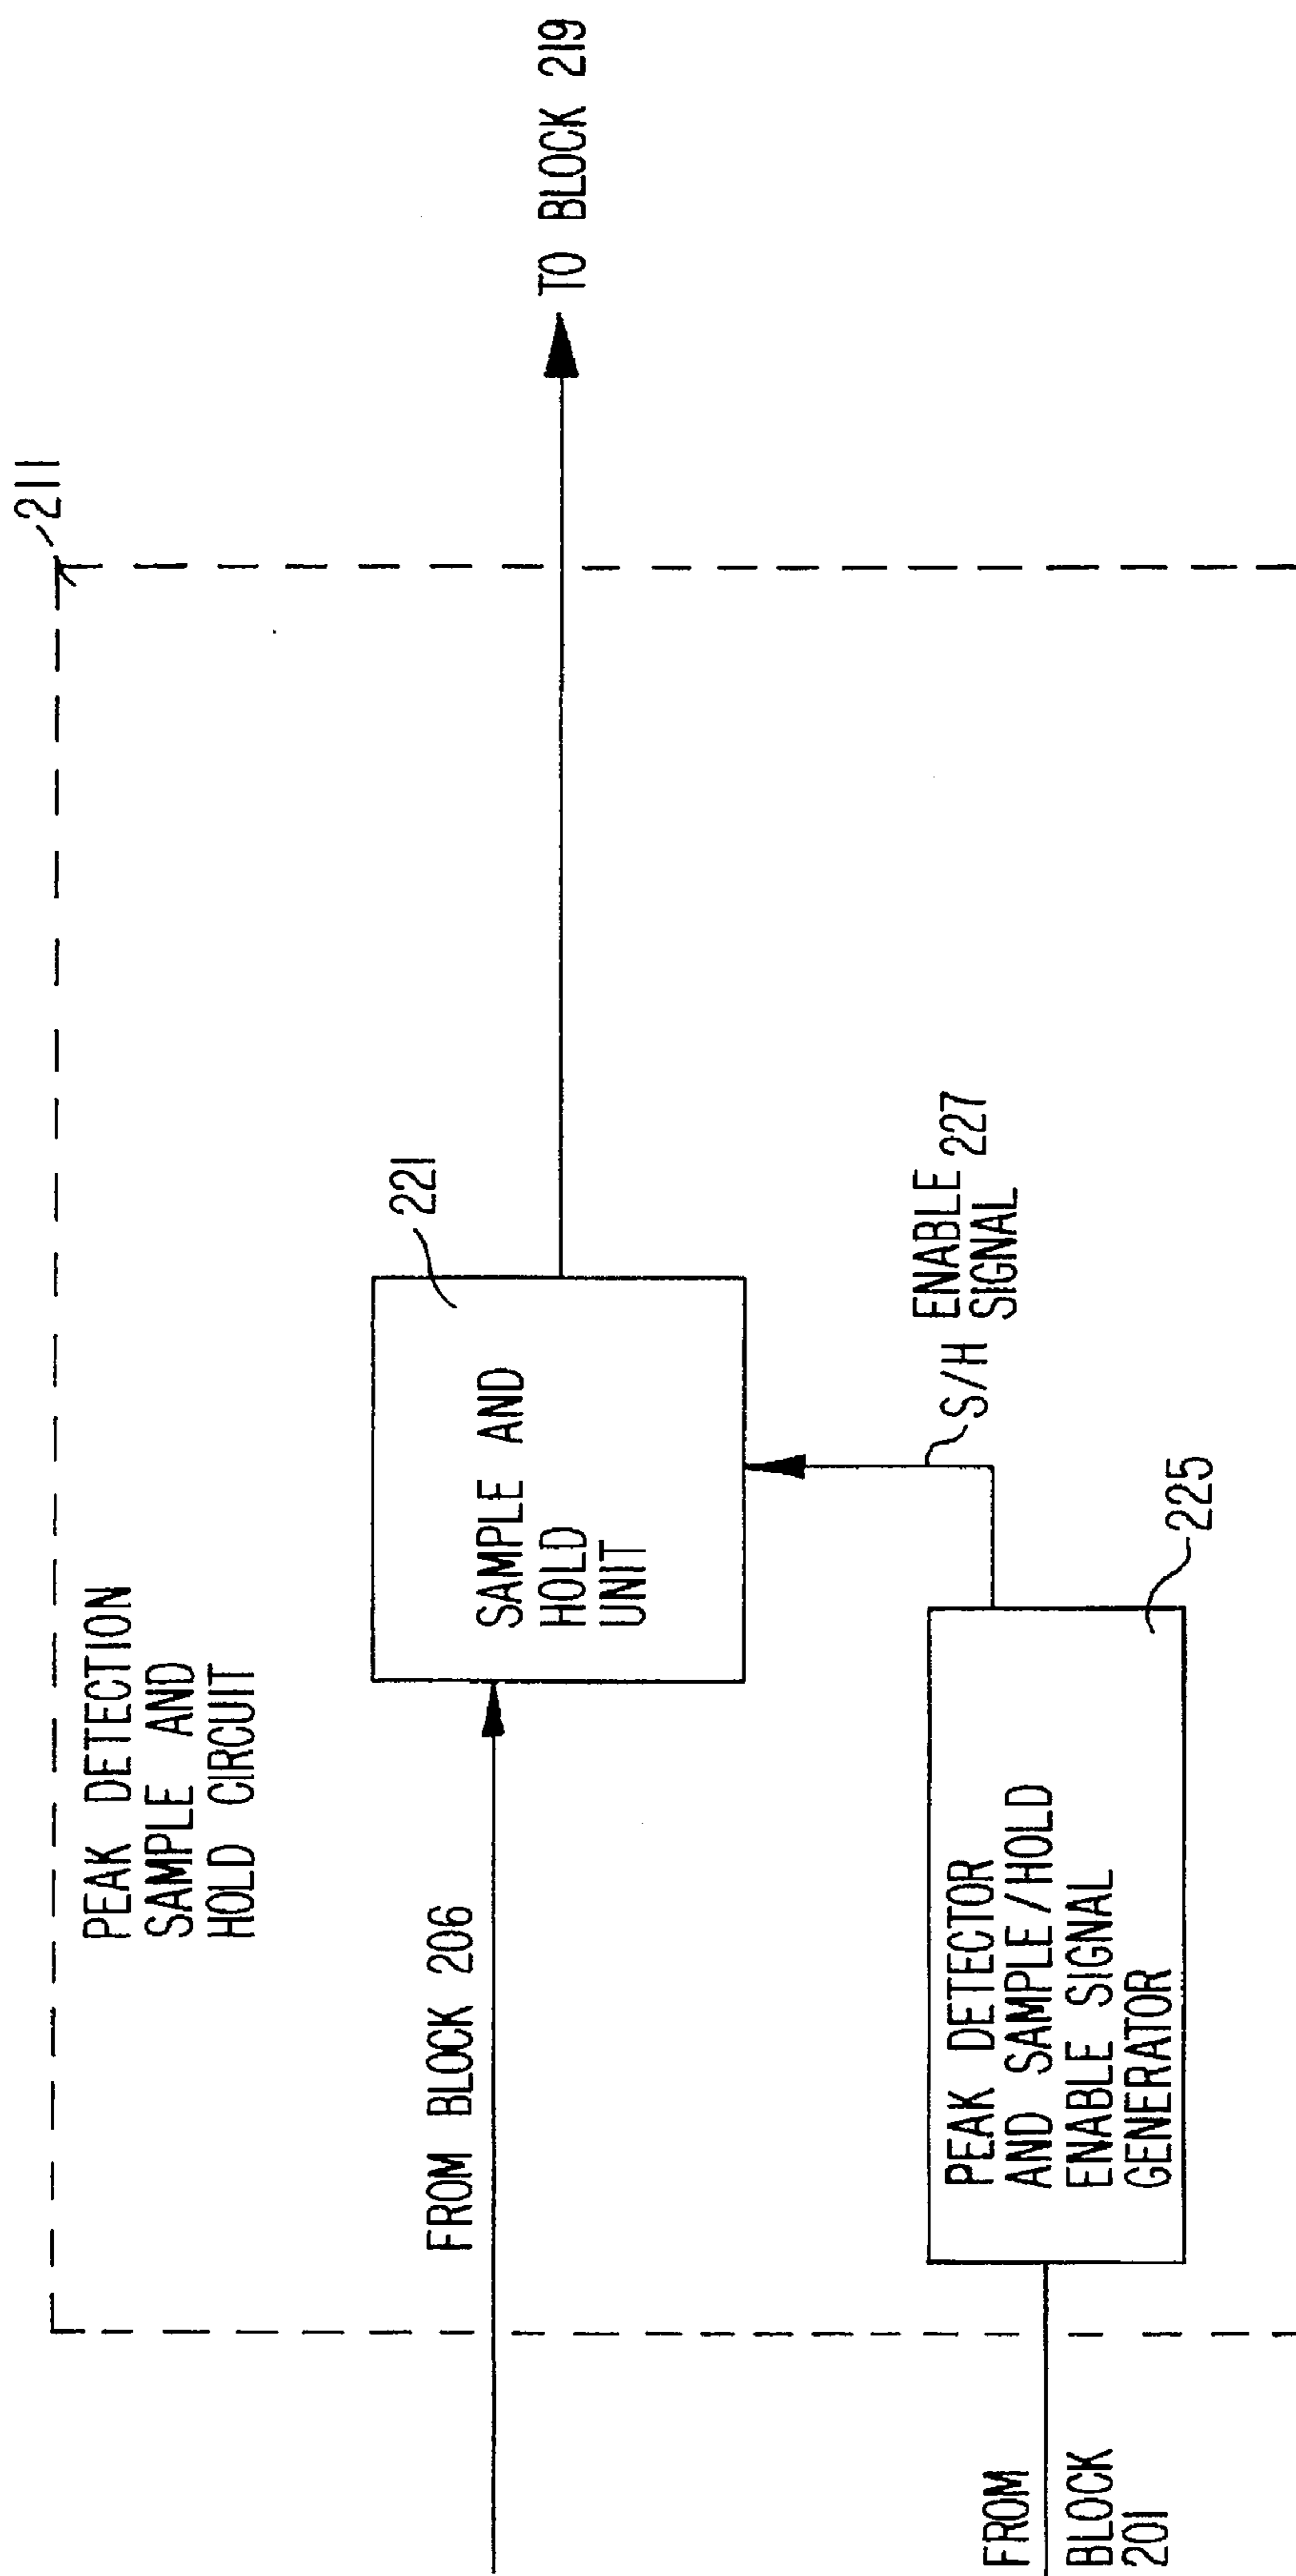 211
PEAK DETECTION
SAMPLE AND
HOLD CIRCUIT
FROM BLOCK 206
221
SAMPLE AND
HOLD
UNIT
TO BLOCK 219
S/H ENABLE 227
SIGNAL
225
PEAK DETECTOR
AND SAMPLE/HOLD
ENABLE SIGNAL
GENERATOR
FROM
BLOCK
201